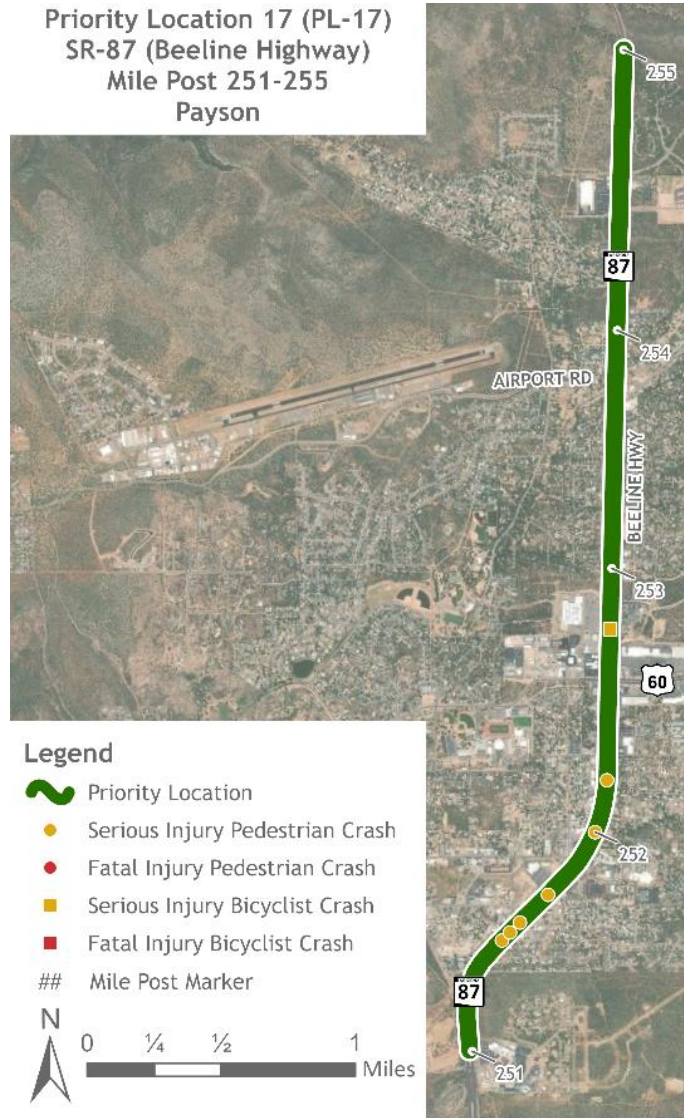 Priority Location 17 (PL-17)
SR-87 (Beeline Highway)
Mile Post 251-255
Payson
255
87
254
AIRPORT RD
BEELINE HWY
253
60
252
87
251
Legend
Priority Location
Serious Injury Pedestrian Crash
Fatal Injury Pedestrian Crash
Serious Injury Bicyclist Crash
Fatal Injury Bicyclist Crash
## Mile Post Marker
N
0 ¼ ½ 1
Miles